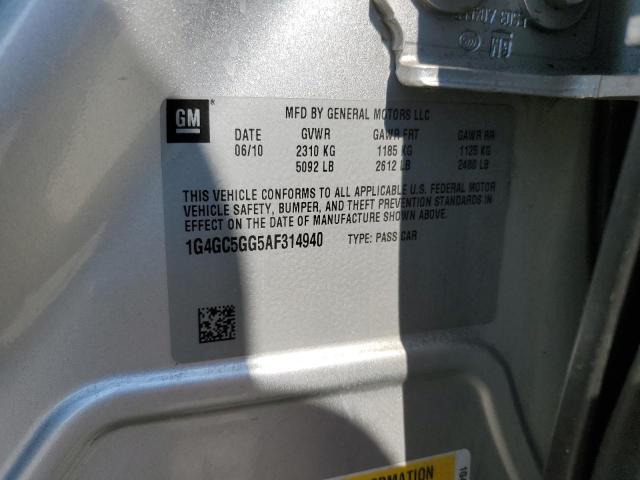 GM
MFD BY GENERAL MOTORS LLC
DATE GVWR GAWR FRT GAWR RR
06/10 2310 KG 1185 KG 1125 KG
5092 LB 2612 LB 2480 LB
THIS VEHICLE CONFORMS TO ALL APPLICABLE U.S. FEDERAL MOTOR
VEHICLE SAFETY, BUMPER, AND THEFT PREVENTION STANDARDS
IN EFFECT ON THE DATE OF MANUFACTURE SHOWN ABOVE.
1G4GC5GG5AF314940 TYPE: PASS CAR
GM